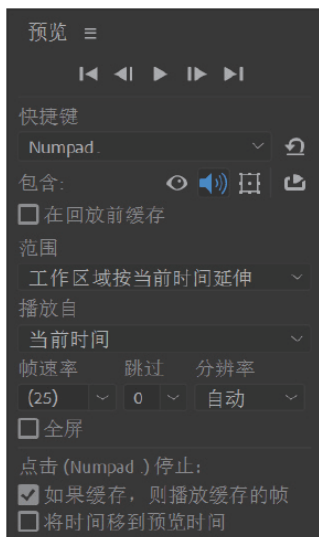 预览
快捷键
Numpad .
包含:
在回放前缓存
范围
工作区域按当前时间延伸
播放自
当前时间
帧速率 跳过 分辨率
(25) 0 自动
全屏
点击 (Numpad .) 停止:
如果缓存，则播放缓存的帧
将时间移到预览时间